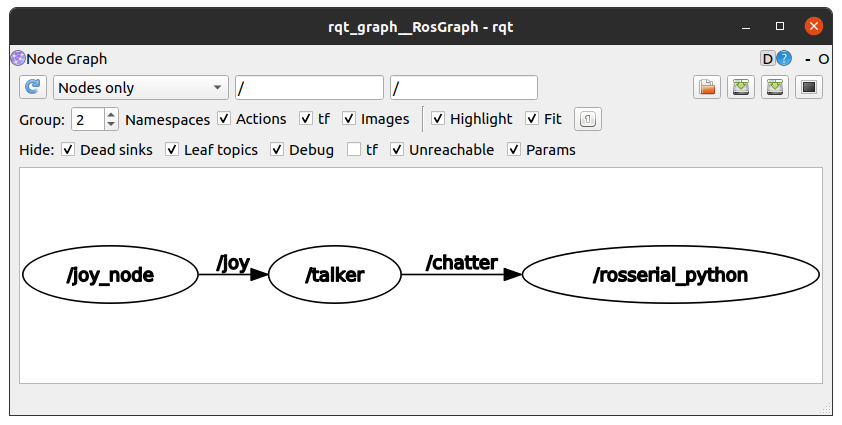 rqt_graph__RosGraph - rqt
Node Graph D ? - O
Nodes only / /
Group: 2 Namespaces Actions tf Images Highlight Fit
Hide: Dead sinks Leaf topics Debug tf Unreachable Params
/joy_node /joy /talker /chatter /rosserial_python